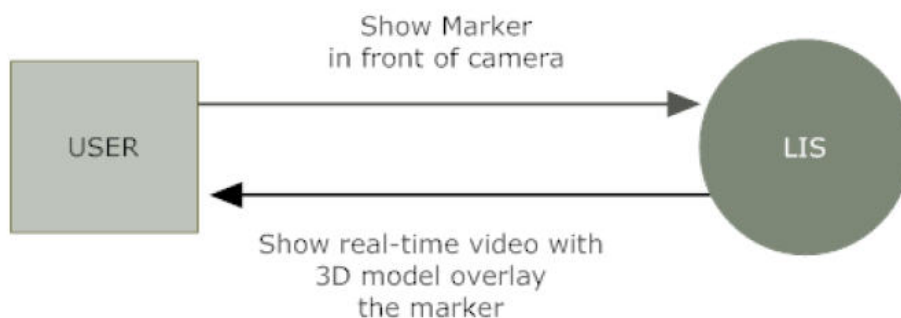 Show Marker
in front of camera
USER
LIS
Show real-time video with
3D model overlay
the marker